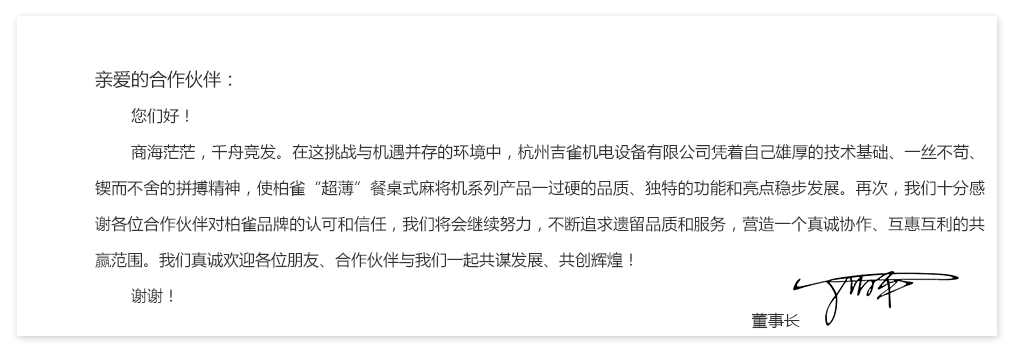 亲爱的合作伙伴：
您们好！
商海茫茫，千舟竞发。在这挑战与机遇并存的环境中，杭州吉雀机电设备有限公司凭着自己雄厚的技术基础、一丝不苟、
锲而不舍的拼搏精神，使柏雀“超薄”餐桌式麻将机系列产品一过硬的品质、独特的功能和亮点稳步发展。再次，我们十分感
谢各位合作伙伴对柏雀品牌的认可和信任，我们将会继续努力，不断追求遗留品质和服务，营造一个真诚协作、互惠互利的共
赢范围。我们真诚欢迎各位朋友、合作伙伴与我们一起共谋发展、共创辉煌！
谢谢！
董事长